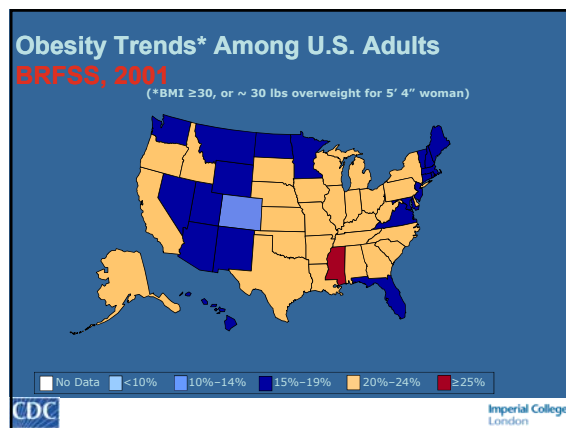 Obesity Trends* Among U.S. Adults
BRFSS, 2001
(*BMI ≥30, or ~ 30 lbs overweight for 5’ 4” woman)
No Data <10% 10%–14% 15%–19% 20%–24% ≥25%
CDC
Imperial College
London